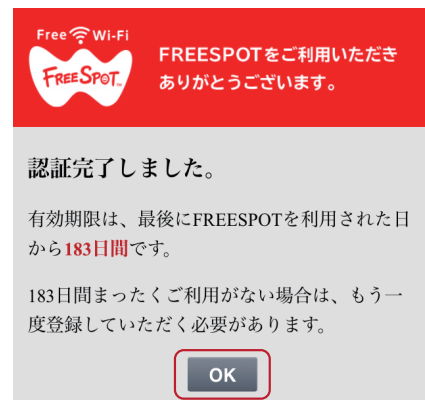 Free Wi-Fi
FREESPOT
FREESPOTをご利用いただき
ありがとうございます。
認証完了しました。
有効期限は、最後にFREESPOTを利用された日
から183日間です。
183日間まったくご利用がない場合は、もう一
度登録していただく必要があります。
OK